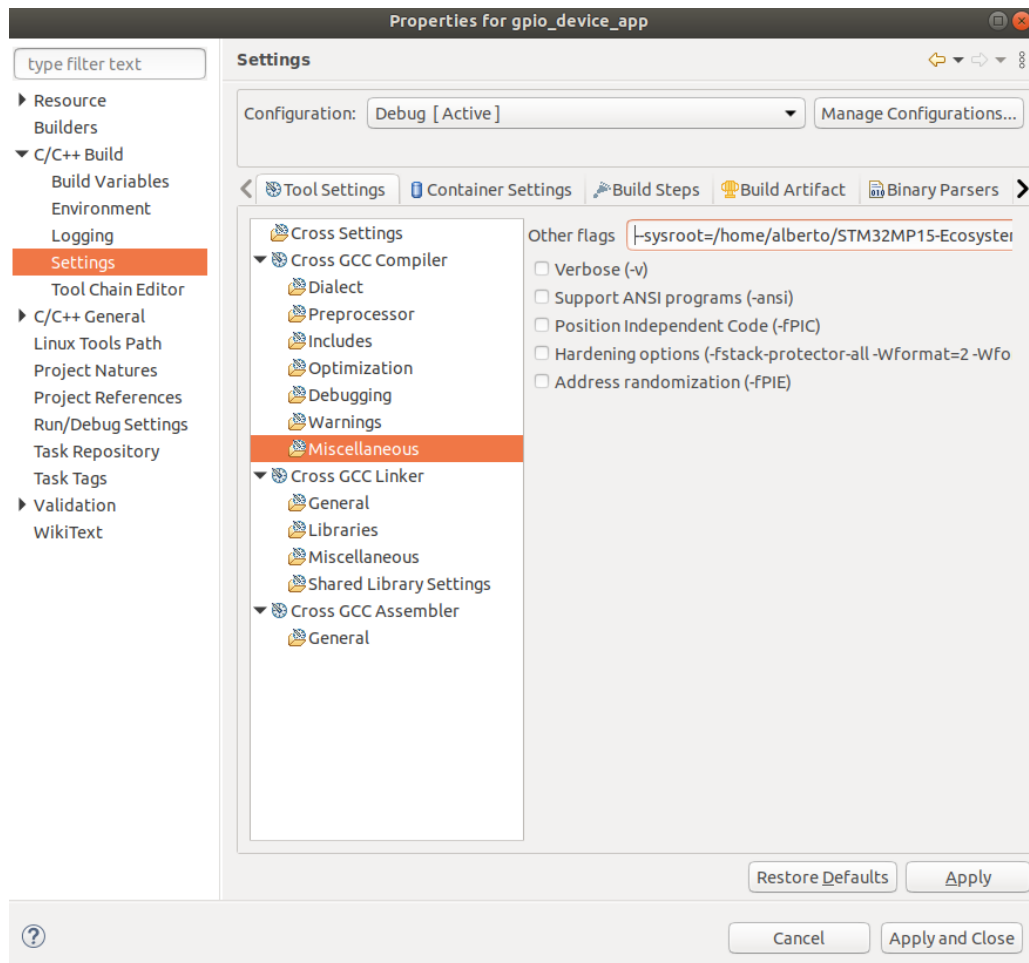 Properties for gpio_device_app
type filter text
Resource
Builders
C/C++ Build
Build Variables
Environment
Logging
Settings
Tool Chain Editor
C/C++ General
Linux Tools Path
Project Natures
Project References
Run/Debug Settings
Task Repository
Task Tags
Validation
WikiText
Settings
Configuration: Debug [ Active ] Manage Configurations...
Tool Settings Container Settings Build Steps Build Artifact Binary Parsers
Cross Settings
Cross GCC Compiler
Dialect
Preprocessor
Includes
Optimization
Debugging
Warnings
Miscellaneous
Cross GCC Linker
General
Libraries
Miscellaneous
Shared Library Settings
Cross GCC Assembler
General
Other flags --sysroot=/home/alberto/STM32MP15-Ecosyster
Verbose (-v)
Support ANSI programs (-ansi)
Position Independent Code (-fPIC)
Hardening options (-fstack-protector-all -Wformat=2 -Wfo
Address randomization (-fPIE)
Restore Defaults Apply
? Cancel Apply and Close